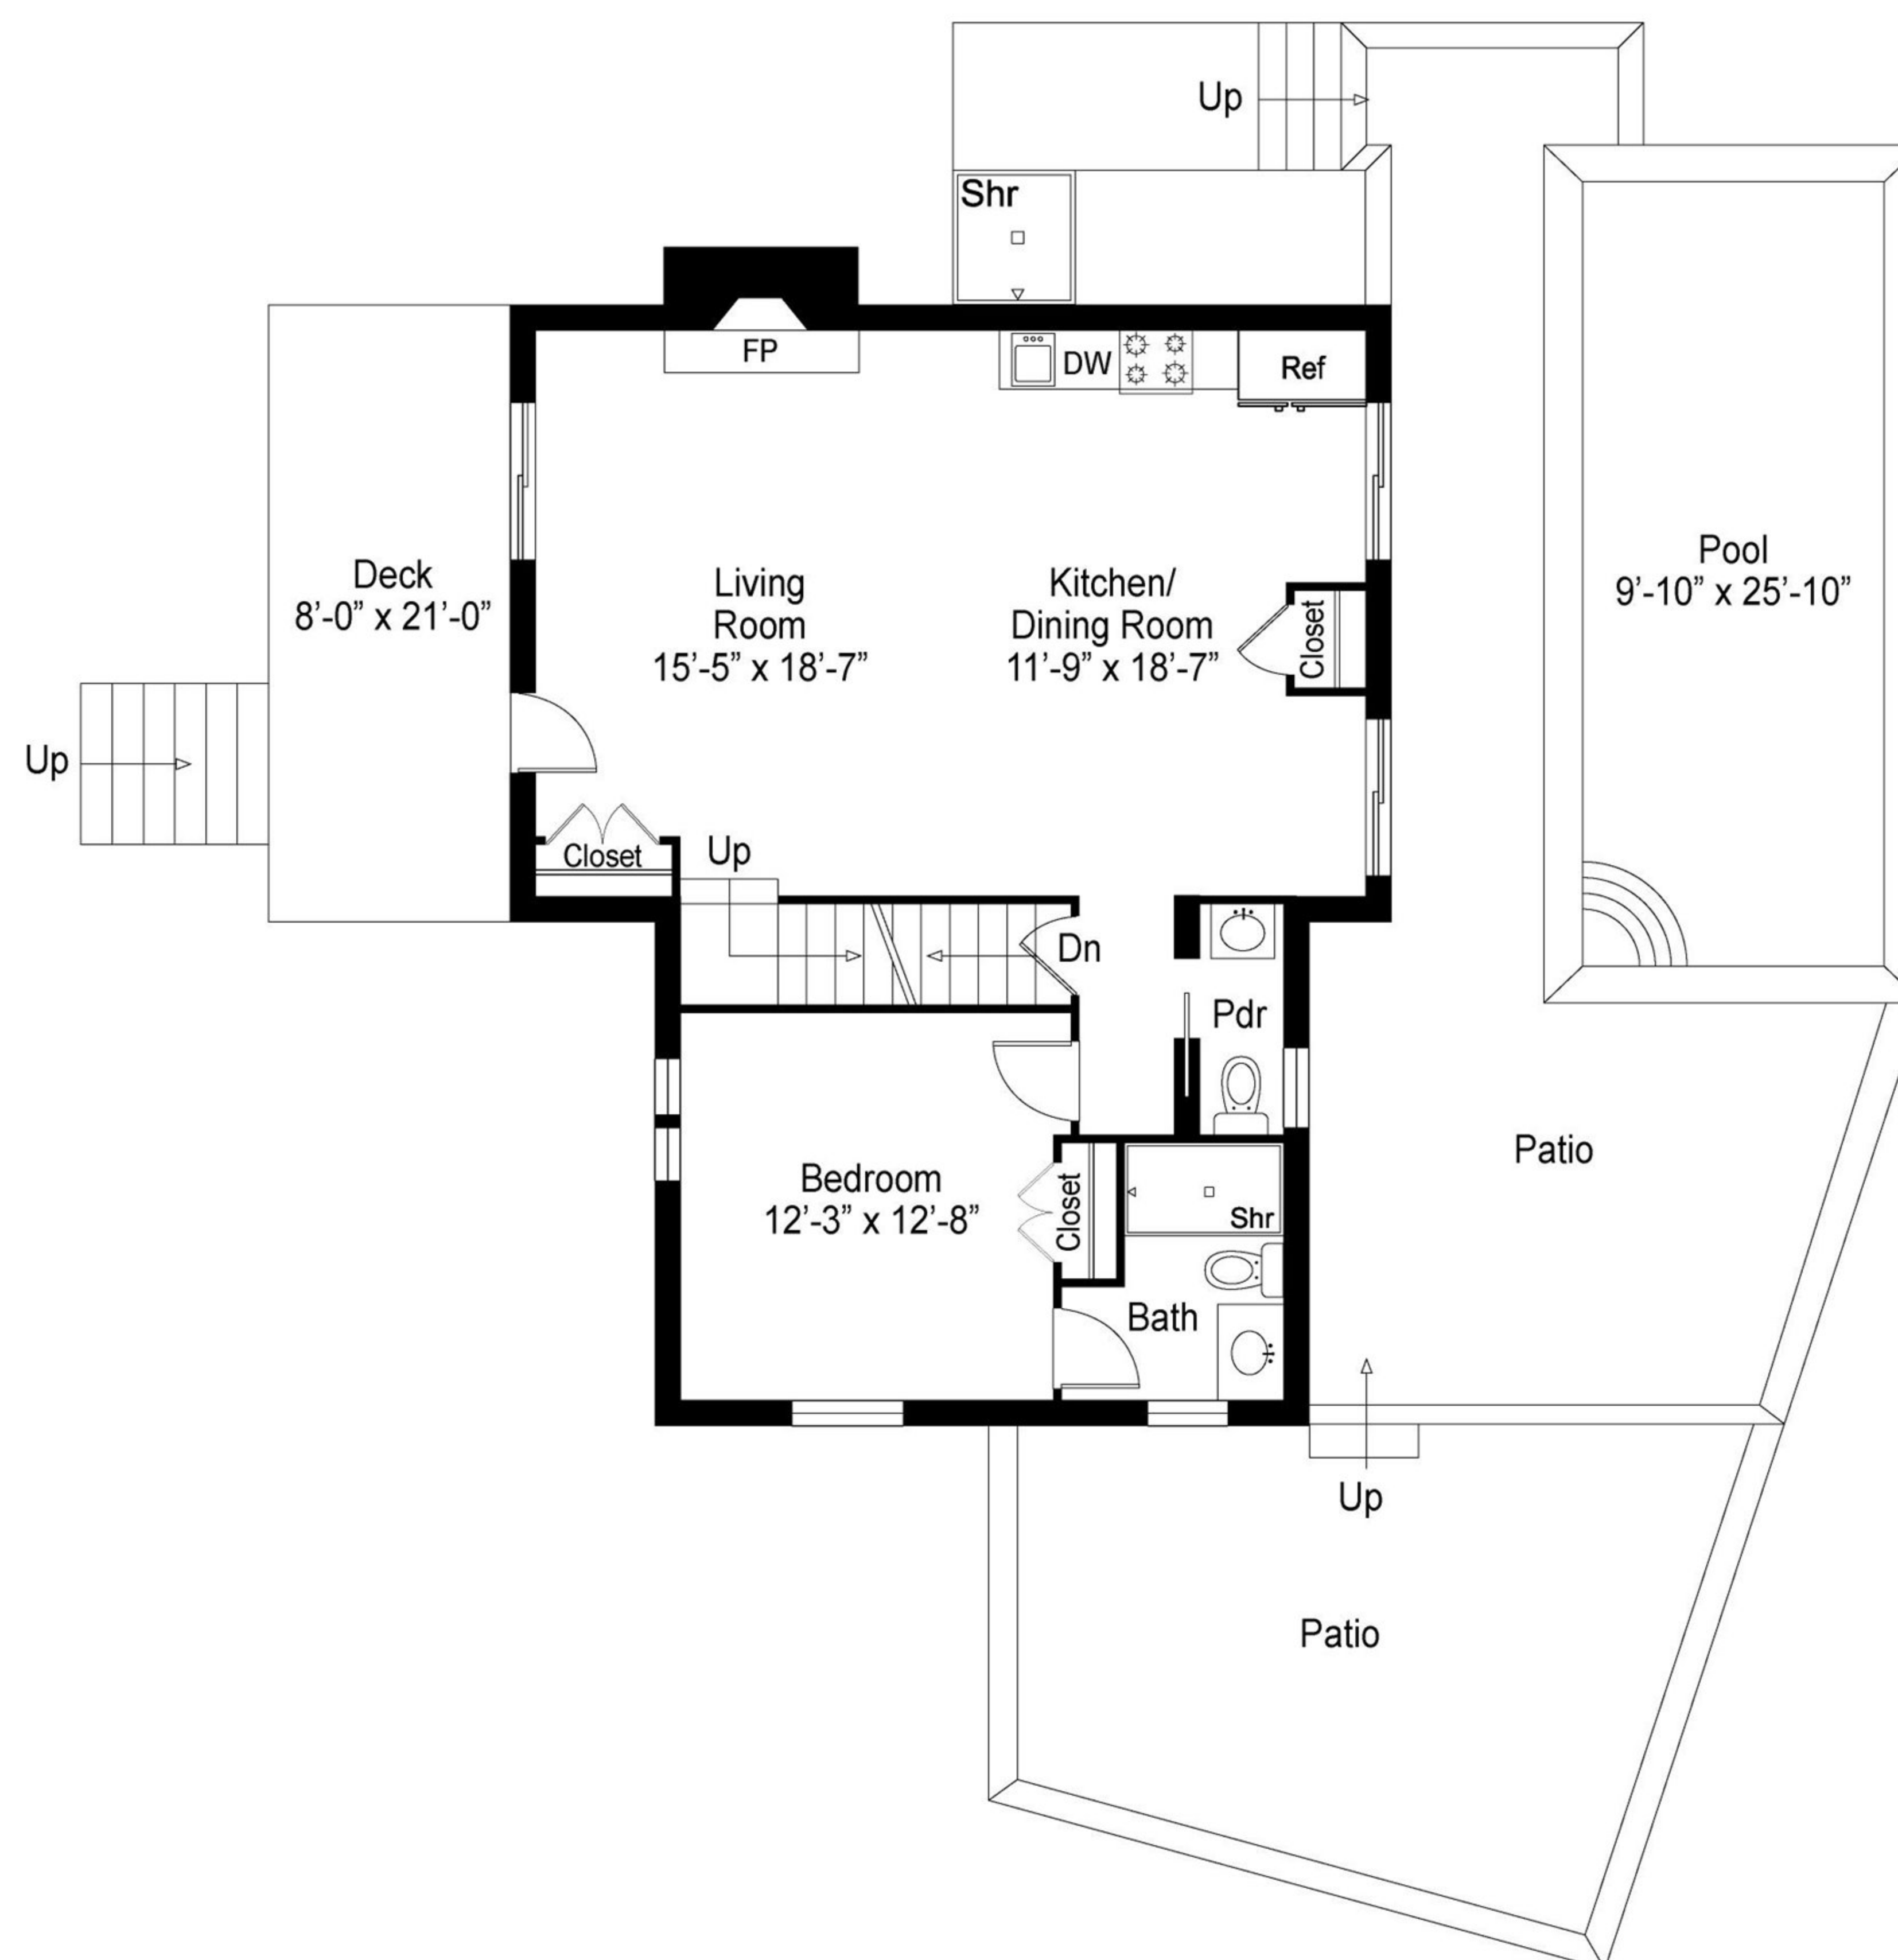 Up
Shr
FP
DW
Ref
Deck
8’-0” x 21’-0”
Living
Room
15’-5” x 18’-7”
Kitchen/
Dining Room
11’-9” x 18’-7”
Closet
Pool
9’-10” x 25’-10”
Up
Closet
Up
Dn
Pdr
Bedroom
12’-3” x 12’-8”
Closet
Shr
Bath
Patio
Up
Patio